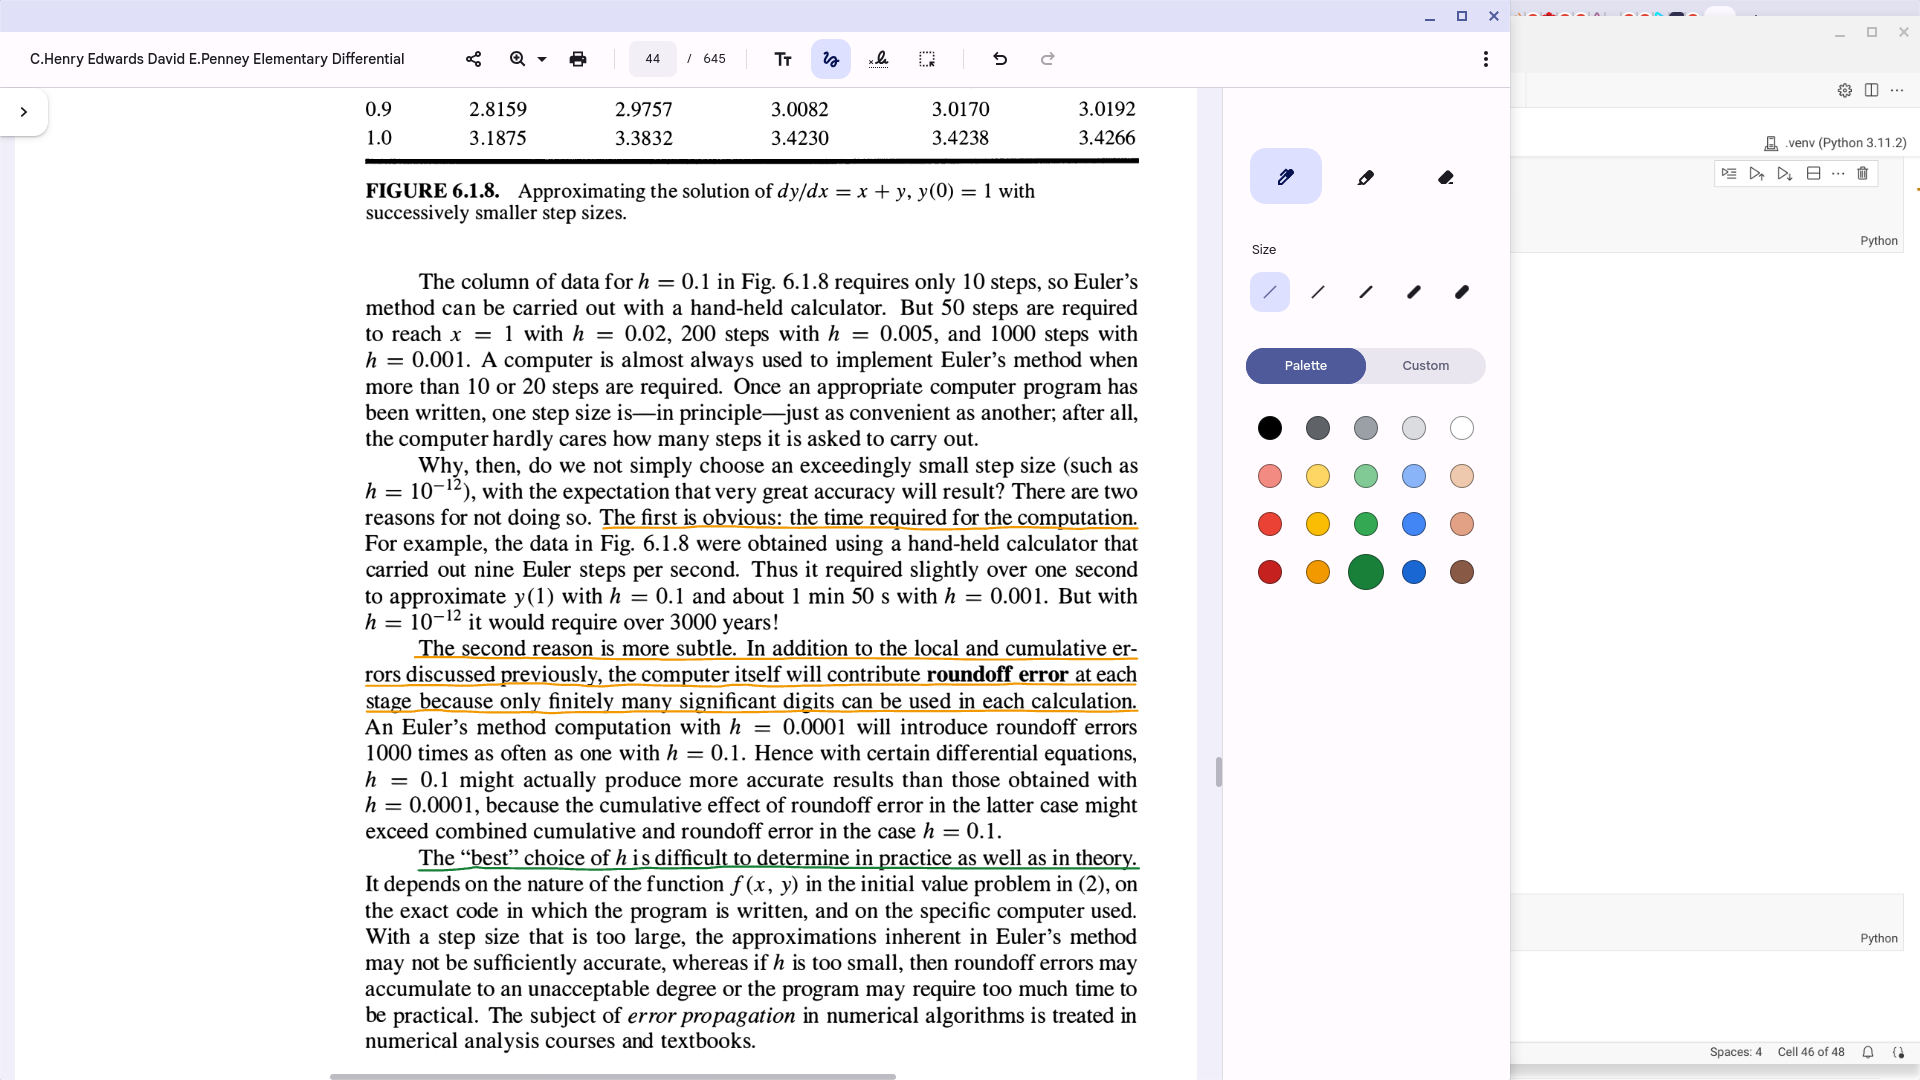 C.Henry Edwards David E.Penney Elementary Differential
44 / 645
0.9 2.8159 2.9757 3.0082 3.0170 3.0192
1.0 3.1875 3.3832 3.4230 3.4238 3.4266
FIGURE 6.1.8. Approximating the solution of dy/dx = x + y, y(0) = 1 with
successively smaller step sizes.
The column of data for h = 0.1 in Fig. 6.1.8 requires only 10 steps, so Euler’s
method can be carried out with a hand-held calculator. But 50 steps are required
to reach x = 1 with h = 0.02, 200 steps with h = 0.005, and 1000 steps with
h = 0.001. A computer is almost always used to implement Euler’s method when
more than 10 or 20 steps are required. Once an appropriate computer program has
been written, one step size is—in principle—just as convenient as another; after all,
the computer hardly cares how many steps it is asked to carry out.
Why, then, do we not simply choose an exceedingly small step size (such as
h = 10⁻¹²), with the expectation that very great accuracy will result? There are two
reasons for not doing so. The first is obvious: the time required for the computation.
For example, the data in Fig. 6.1.8 were obtained using a hand-held calculator that
carried out nine Euler steps per second. Thus it required slightly over one second
to approximate y(1) with h = 0.1 and about 1 min 50 s with h = 0.001. But with
h = 10⁻¹² it would require over 3000 years!
The second reason is more subtle. In addition to the local and cumulative er-
rors discussed previously, the computer itself will contribute roundoff error at each
stage because only finitely many significant digits can be used in each calculation.
An Euler’s method computation with h = 0.0001 will introduce roundoff errors
1000 times as often as one with h = 0.1. Hence with certain differential equations,
h = 0.1 might actually produce more accurate results than those obtained with
h = 0.0001, because the cumulative effect of roundoff error in the latter case might
exceed combined cumulative and roundoff error in the case h = 0.1.
The “best” choice of h is difficult to determine in practice as well as in theory.
It depends on the nature of the function f(x, y) in the initial value problem in (2), on
the exact code in which the program is written, and on the specific computer used.
With a step size that is too large, the approximations inherent in Euler’s method
may not be sufficiently accurate, whereas if h is too small, then roundoff errors may
accumulate to an unacceptable degree or the program may require too much time to
be practical. The subject of error propagation in numerical algorithms is treated in
numerical analysis courses and textbooks.
Size
Palette Custom
.venv (Python 3.11.2)
Python
Python
Spaces: 4 Cell 46 of 48